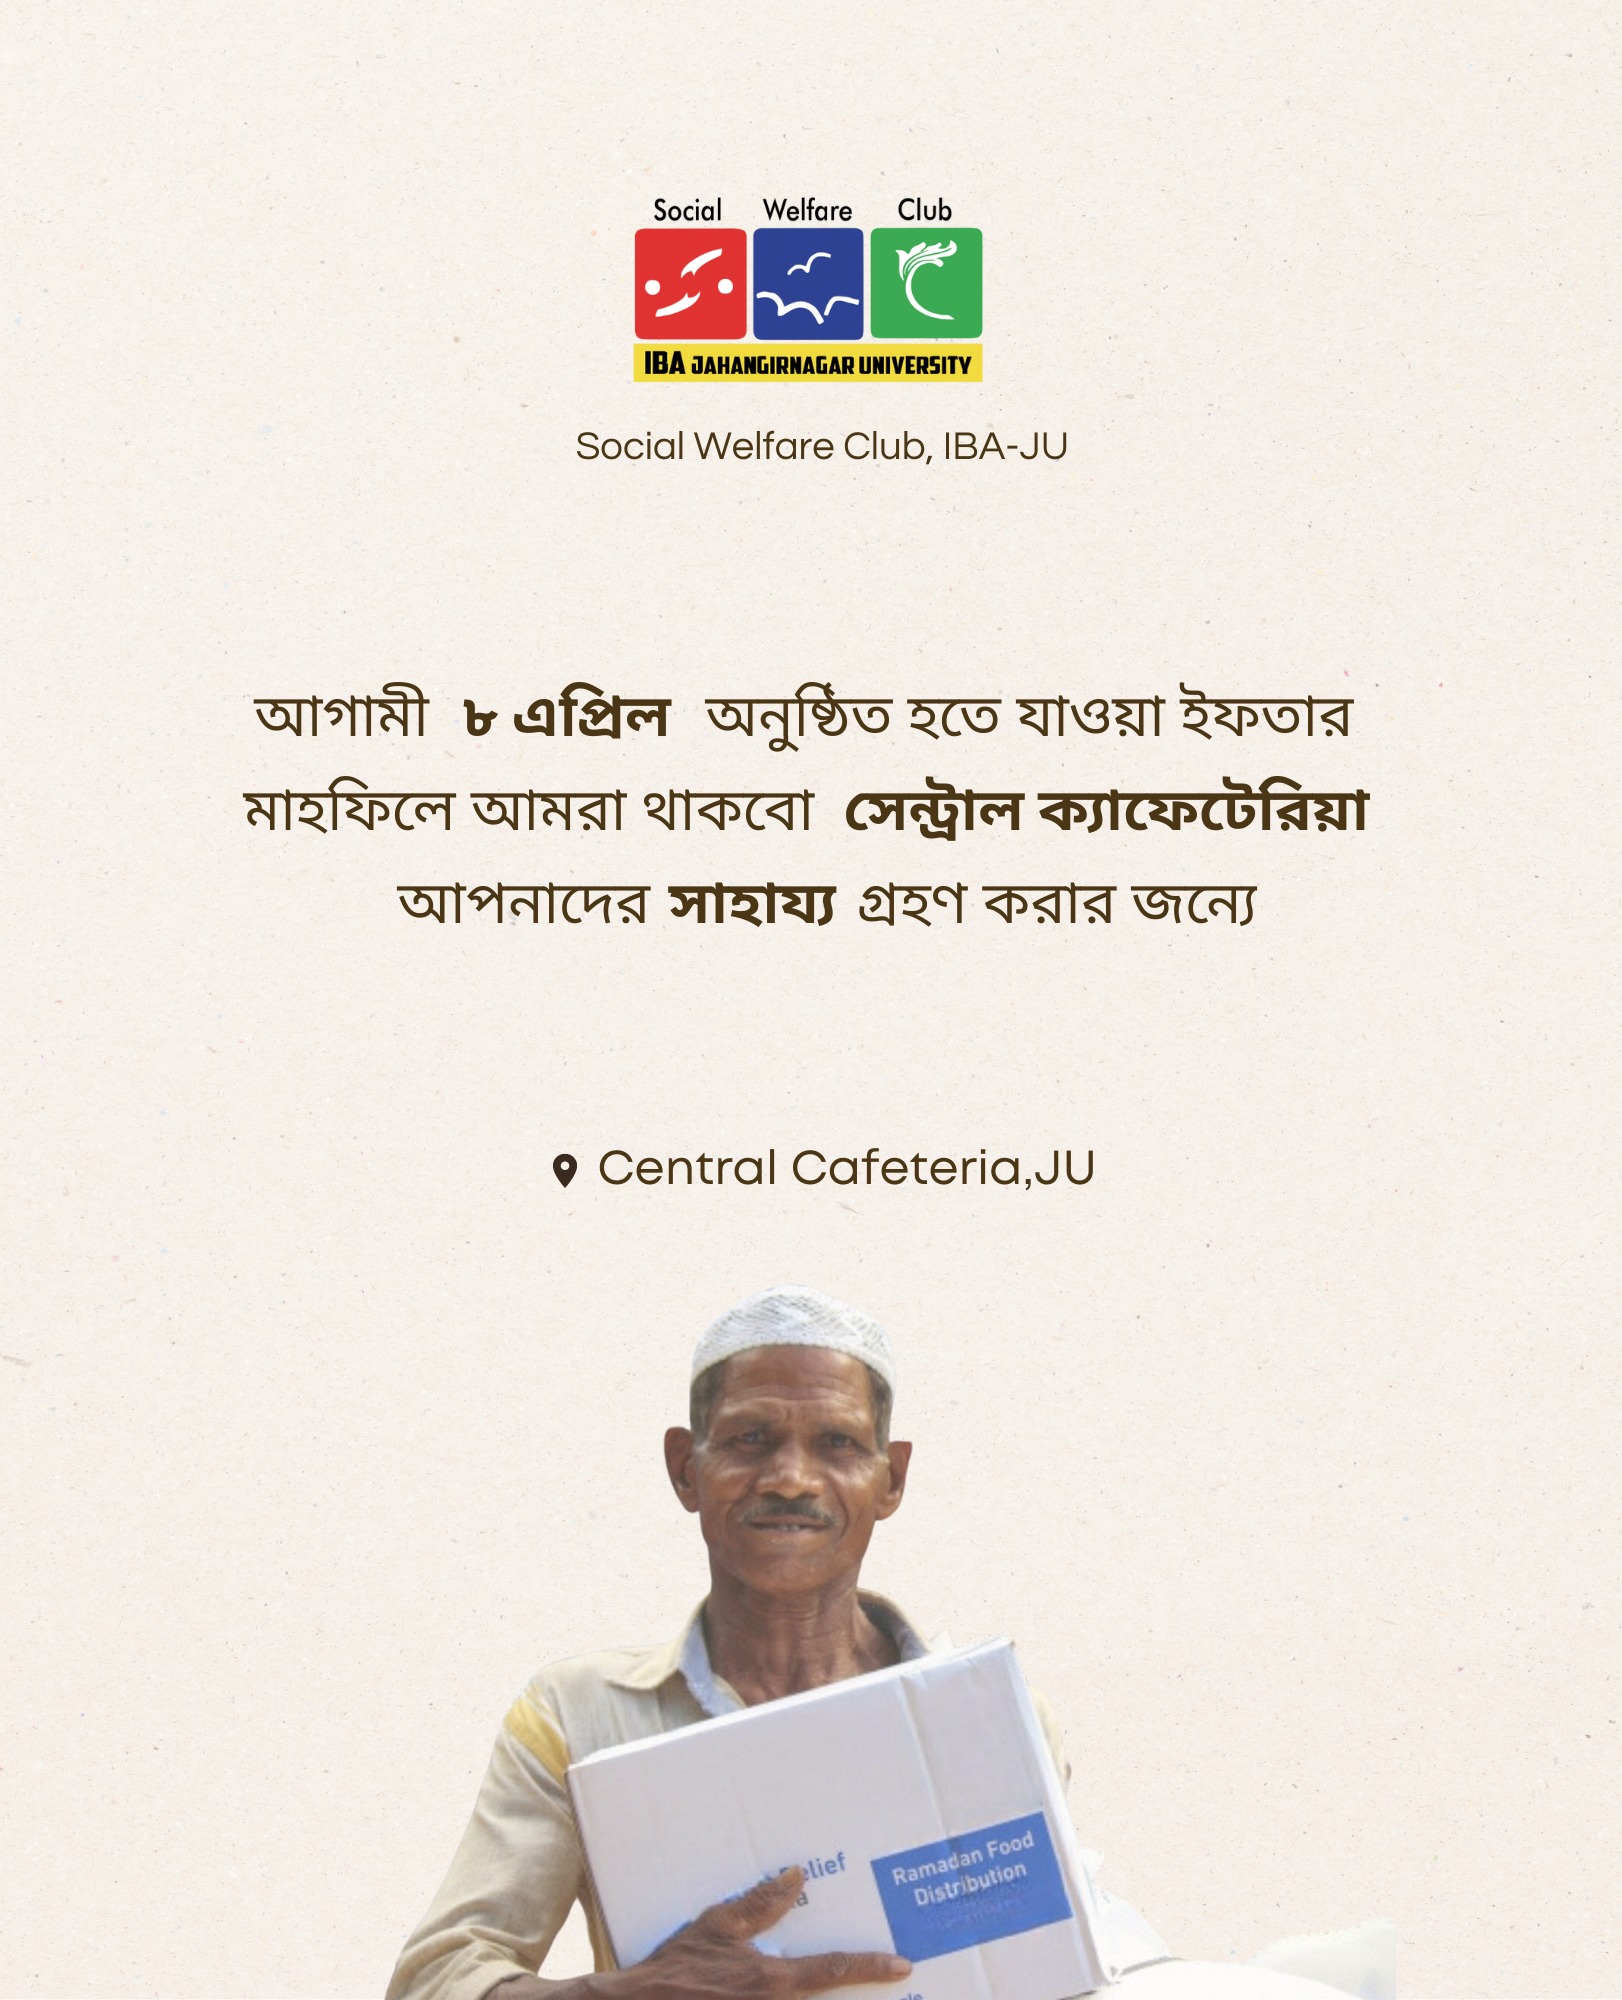 Social Welfare Club
IBA JAHANGIRNAGAR UNIVERSITY
Social Welfare Club, IBA-JU
আগামী ৮ এপ্রিল অনুষ্ঠিত হতে যাওয়া ইফতার
মাহফিলে আমরা থাকবো সেন্ট্রাল ক্যাফেটেরিয়া
আপনাদের সাহায্য গ্রহণ করার জন্যে
Central Cafeteria,JU
Ramadan Food
Distribution